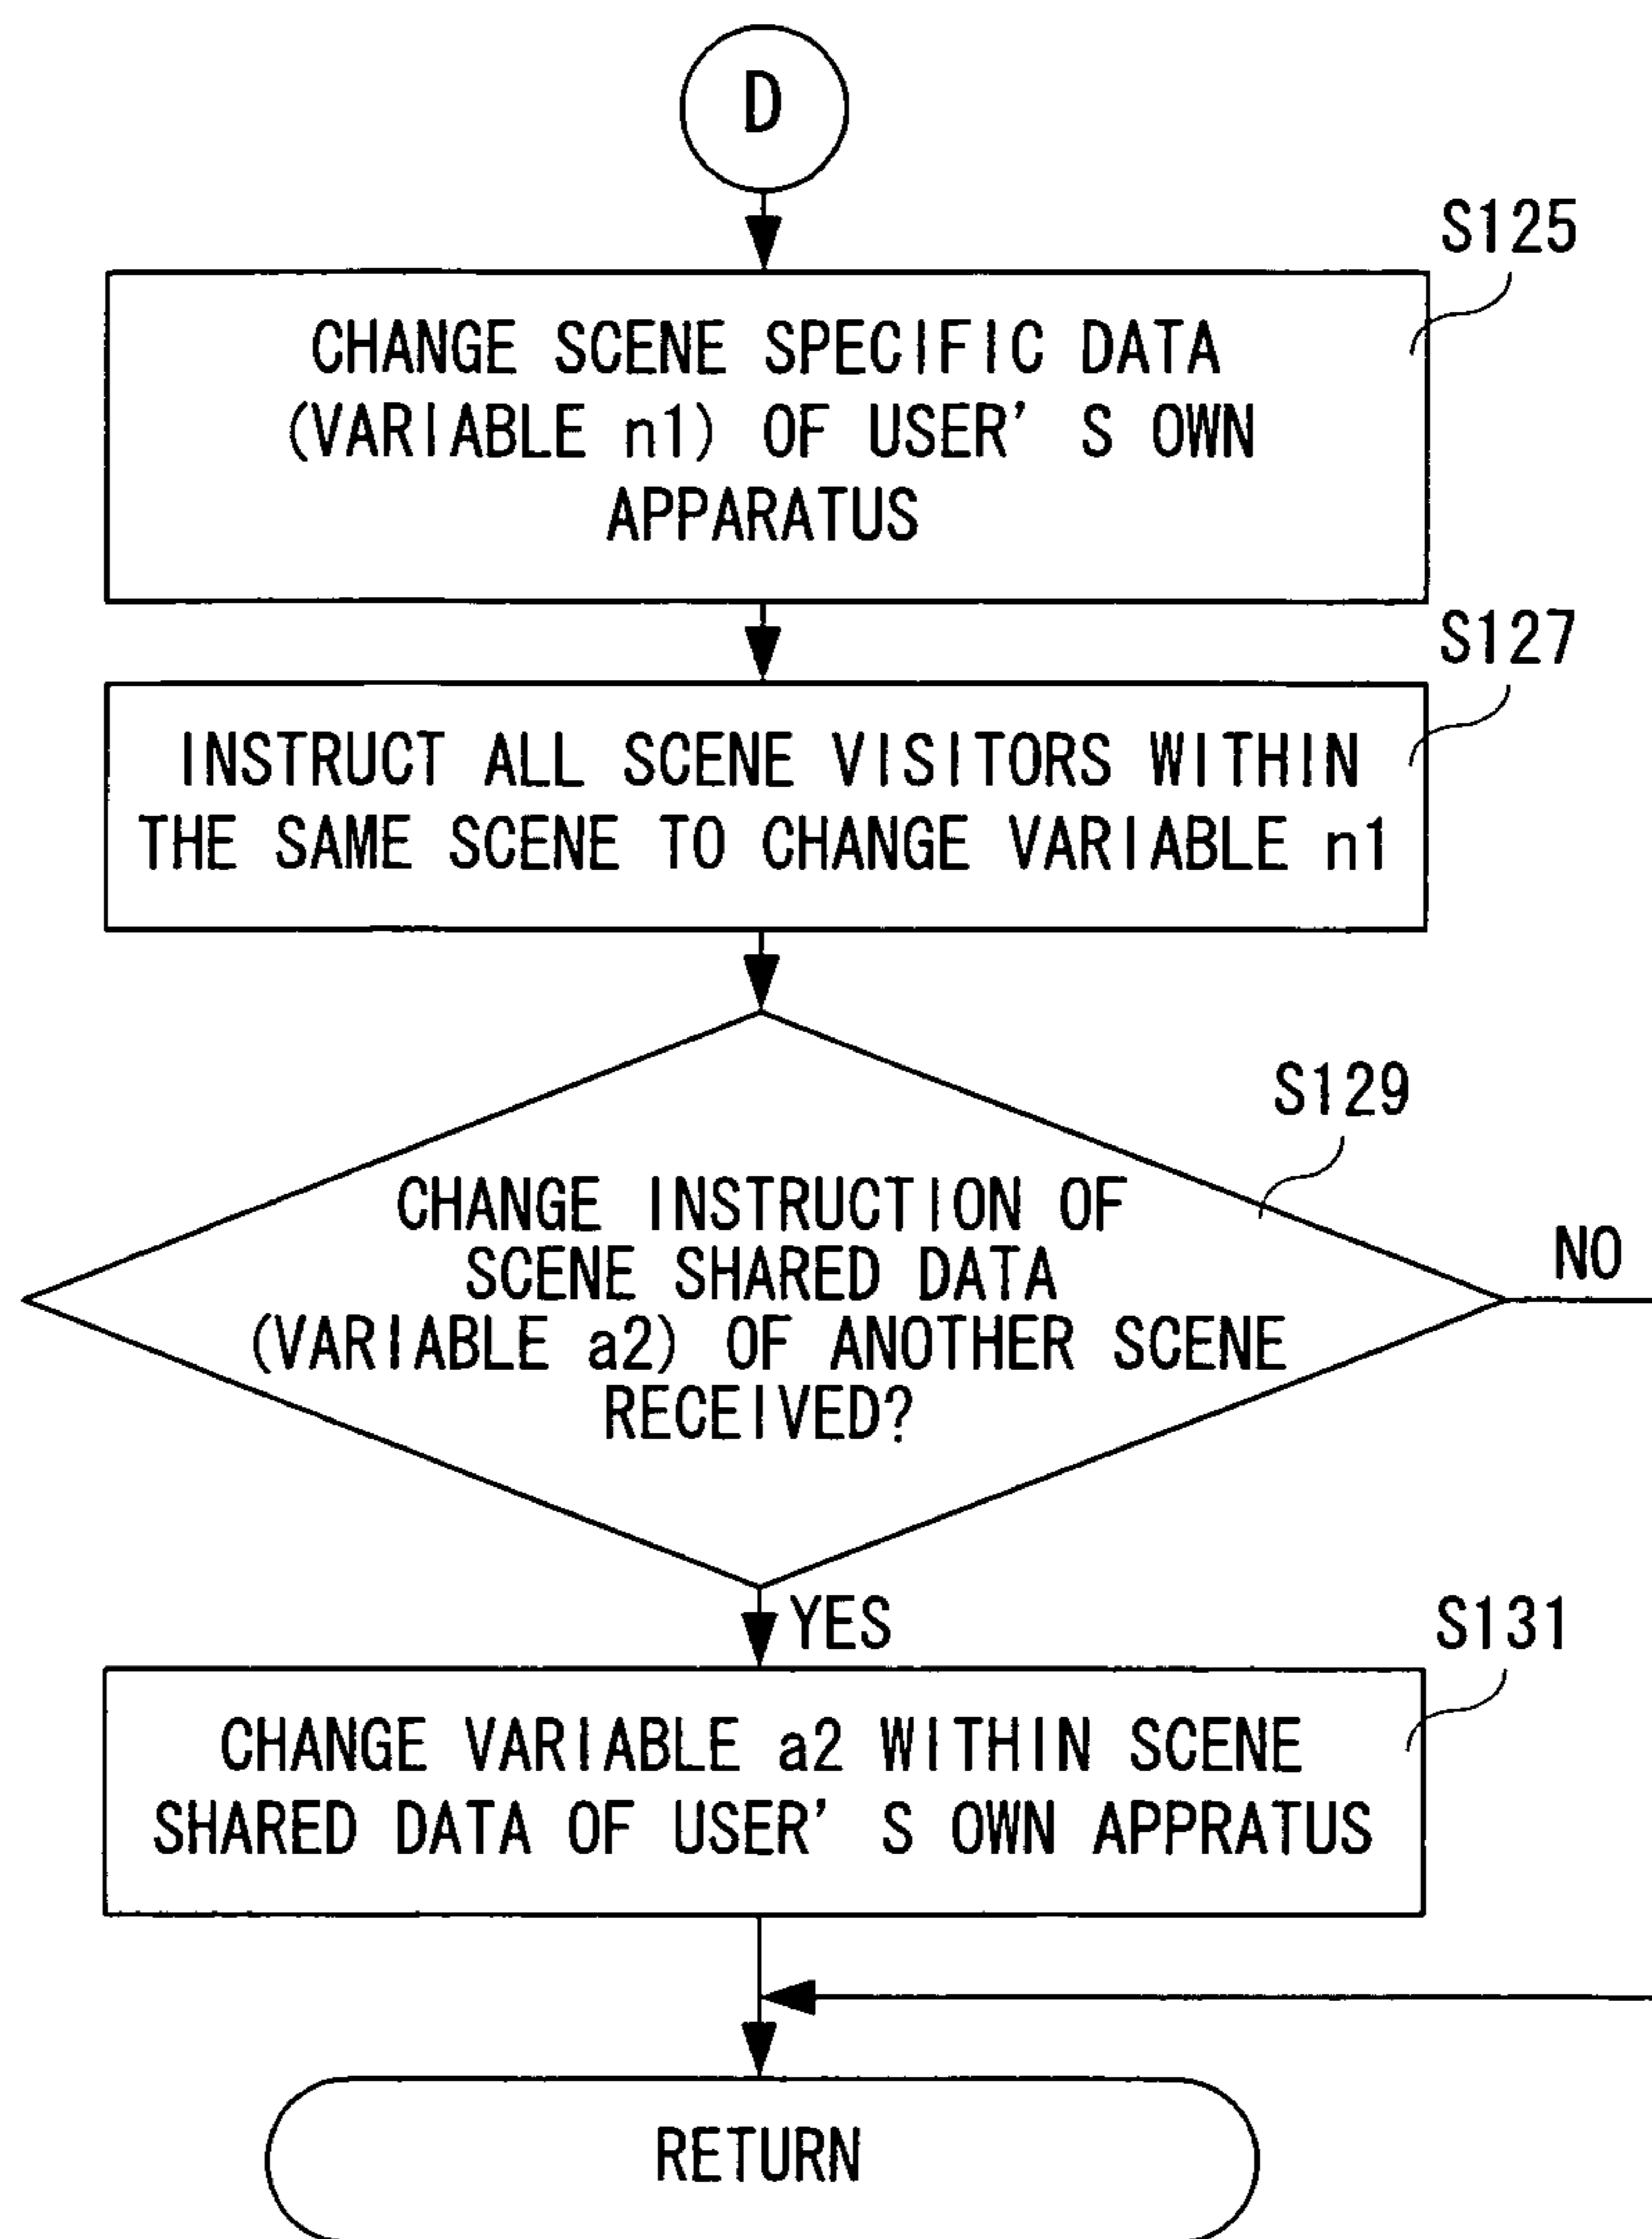 D
S125
CHANGE SCENE SPECIFIC DATA
(VARIABLE n1) OF USER'S OWN
APPARATUS
S127
INSTRUCT ALL SCENE VISITORS WITHIN
THE SAME SCENE TO CHANGE VARIABLE n1
S129
CHANGE INSTRUCTION OF
SCENE SHARED DATA
(VARIABLE a2) OF ANOTHER SCENE
RECEIVED?
NO
YES
S131
CHANGE VARIABLE a2 WITHIN SCENE
SHARED DATA OF USER'S OWN APPRATUS
RETURN